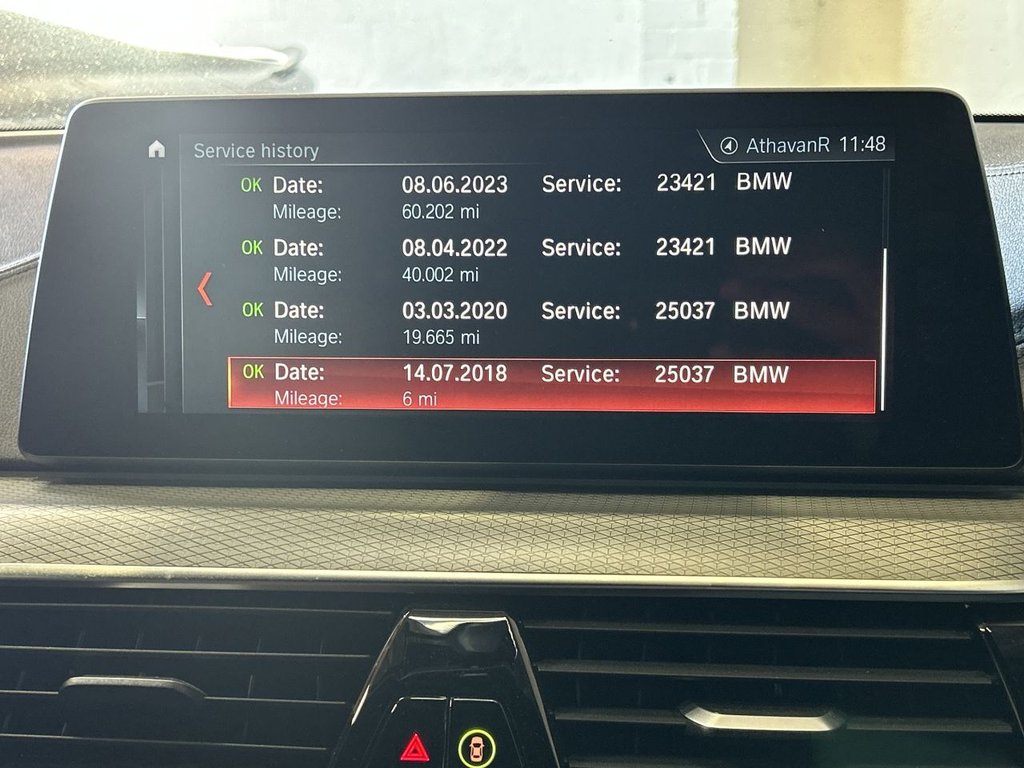 Service history AthavanR 11:48
OK Date: 08.06.2023 Service: 23421 BMW
Mileage: 60.202 mi
OK Date: 08.04.2022 Service: 23421 BMW
Mileage: 40.002 mi
OK Date: 03.03.2020 Service: 25037 BMW
Mileage: 19.665 mi
OK Date: 14.07.2018 Service: 25037 BMW
Mileage: 6 mi